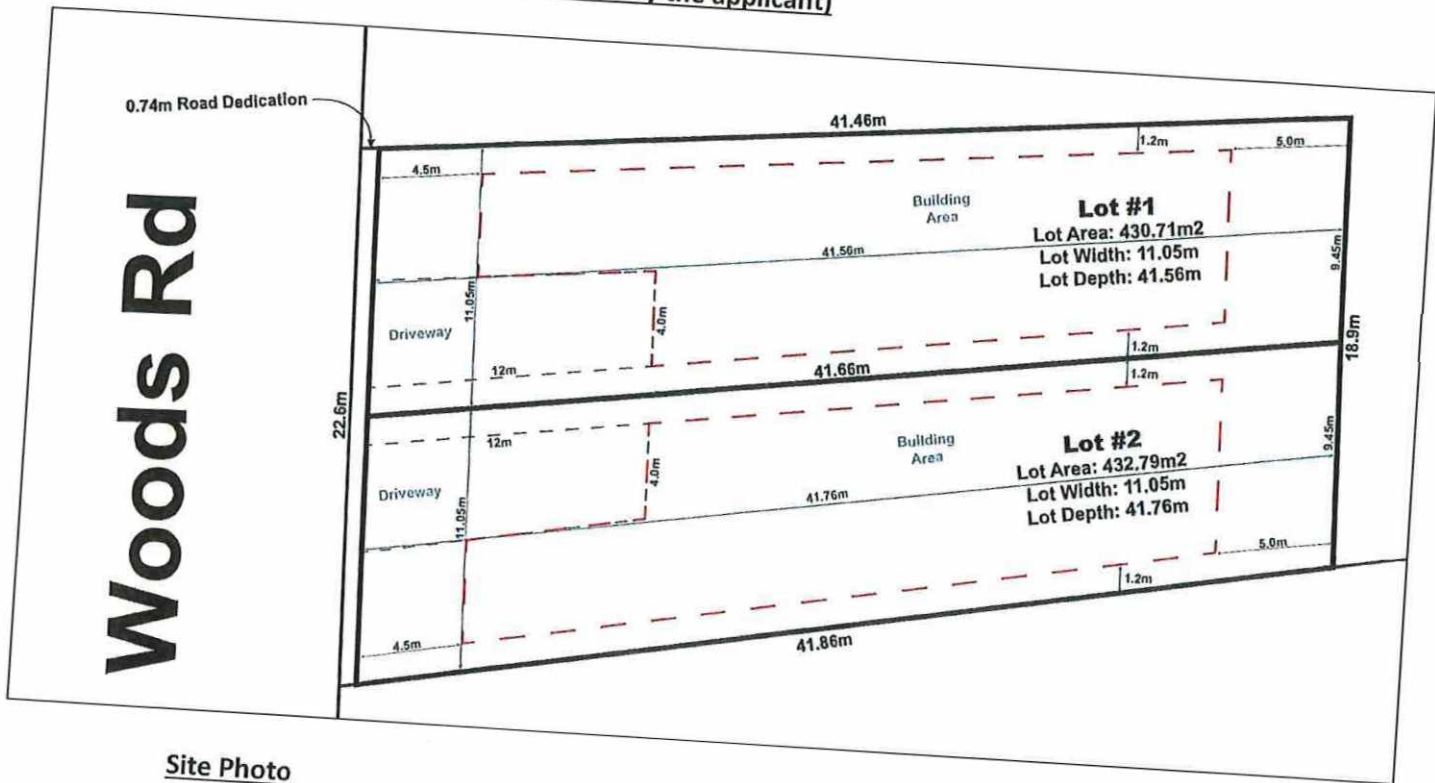 the applicant)
0.74m Road Dedication
41.46m
1.2m
5.0m
4.5m
Building
Area
Lot #1
Lot Area: 430.71m2
Lot Width: 11.05m
Lot Depth: 41.56m
41.56m
9.45m
11.05m
Driveway
4.0m
12m
1.2m
41.66m
1.2m
18.9m
Woods Rd
22.6m
12m
Building
Area
Lot #2
Lot Area: 432.79m2
Lot Width: 11.05m
Lot Depth: 41.76m
4.0m
9.45m
Driveway
41.76m
11.05m
5.0m
1.2m
4.5m
41.86m
Site Photo